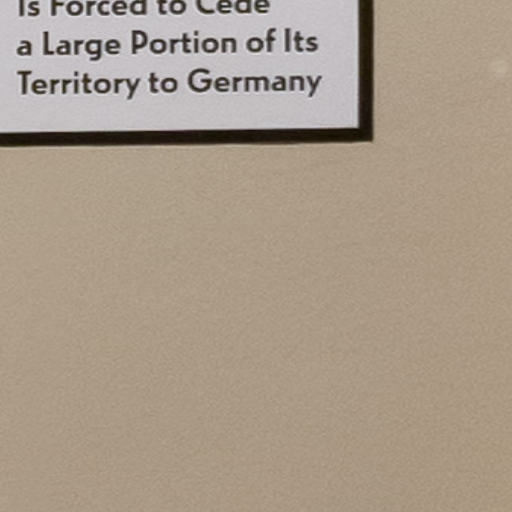 Is Forced to Cede
a Large Portion of Its
Territory to Germany